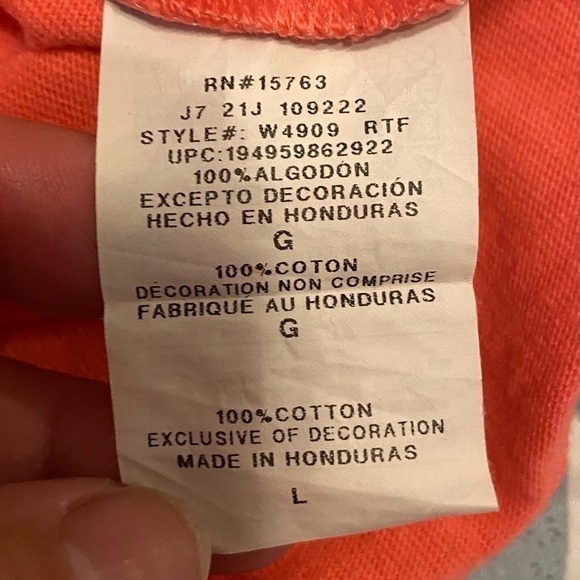 RN#15763
J7 21J 109222
STYLE#: W4909 RTF
UPC:194959862922
100%ALGODÓN
EXCEPTO DECORACIÓN
HECHO EN HONDURAS
G
100%COTON
DÉCORATION NON COMPRISE
FABRIQUÉ AU HONDURAS
G
100%COTTON
EXCLUSIVE OF DECORATION
MADE IN HONDURAS
L